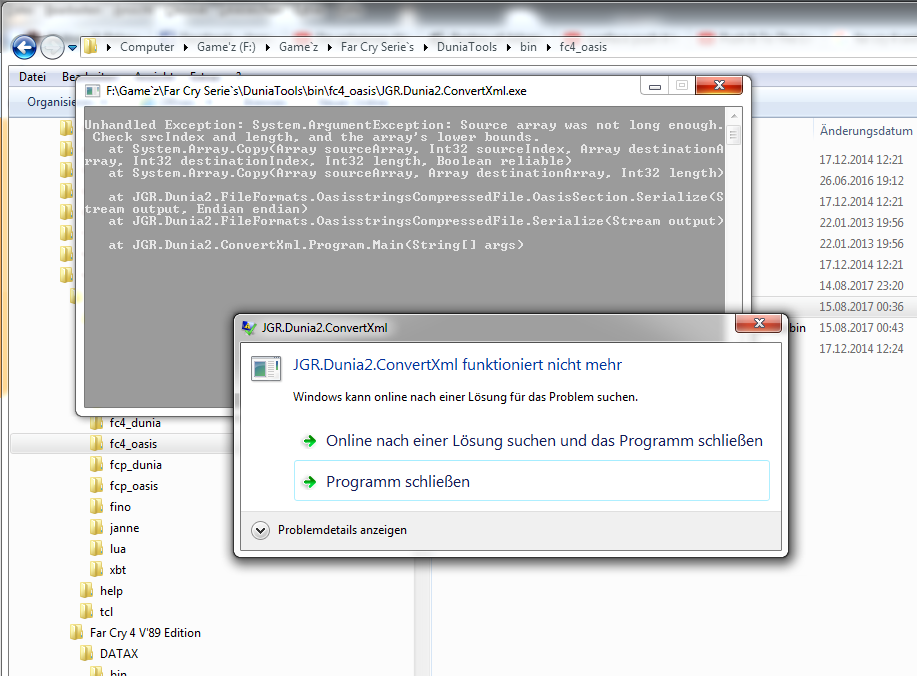 Computer Game`z (F:) Game`z Far Cry Serie`s DuniaTools bin fc4_oasis
Datei
Organisie
F:\Game`z\Far Cry Serie`s\DuniaTools\bin\fc4_oasis\JGR.Dunia2.ConvertXml.exe
Unhandled Exception: System.ArgumentException: Source array was not long enough.
Check srcIndex and length, and the array's lower bounds.
at System.Array.Copy(Array sourceArray, Int32 sourceIndex, Array destinationA
rray, Int32 destinationIndex, Int32 length, Boolean reliable)
at System.Array.Copy(Array sourceArray, Array destinationArray, Int32 length)
at JGR.Dunia2.FileFormats.OasisstringsCompressedFile.OasisSection.Serialize(S
tream output, Endian endian)
at JGR.Dunia2.FileFormats.OasisstringsCompressedFile.Serialize(Stream output)
at JGR.Dunia2.ConvertXml.Program.Main(String[] args)
Änderungsdatum
17.12.2014 12:21
26.06.2016 19:12
17.12.2014 12:21
22.01.2013 19:56
22.01.2013 19:56
17.12.2014 12:21
14.08.2017 23:20
15.08.2017 00:36
bin 15.08.2017 00:43
17.12.2014 12:24
JGR.Dunia2.ConvertXml
JGR.Dunia2.ConvertXml funktioniert nicht mehr
Windows kann online nach einer Lösung für das Problem suchen.
Online nach einer Lösung suchen und das Programm schließen
Programm schließen
Problemdetails anzeigen
fc4_dunia
fc4_oasis
fcp_dunia
fcp_oasis
fino
janne
lua
xbt
help
tcl
Far Cry 4 V'89 Edition
DATAX
bin